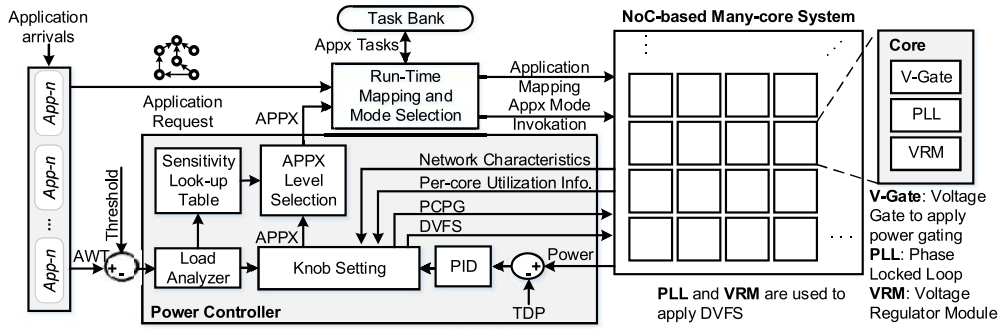 Application
arrivals
App-n
App-n
...
App-n
AWT
Threshold
+
-
Application
Request
Task Bank
Appx Tasks
Run-Time
Mapping and
Mode Selection
APPX
Application
Mapping
Appx Mode
Invokation
Sensitivity
Look-up
Table
APPX
Level
Selection
APPX
Load
Analyzer
Knob Setting
PID
-
+
TDP
Power
Network Characteristics
Per-core Utilization Info.
PCPG
DVFS
Power Controller
NoC-based Many-core System
PLL and VRM are used to
apply DVFS
Core
V-Gate
PLL
VRM
V-Gate: Voltage
Gate to apply
power gating
PLL: Phase
Locked Loop
VRM: Voltage
Regulator Module